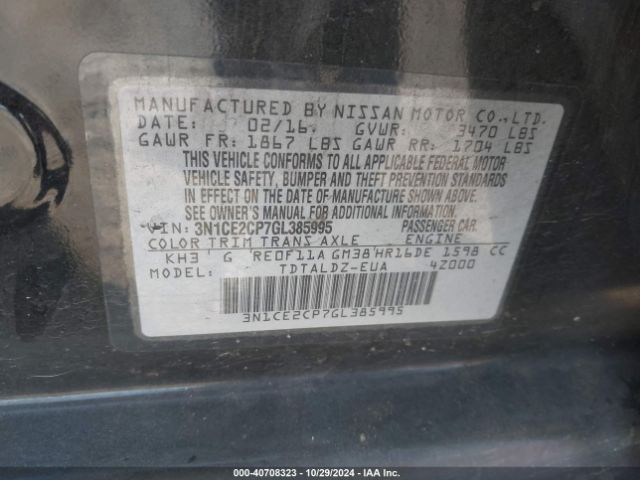 MANUFACTURED BY NISSAN MOTOR CO.,LTD.
DATE: 02/16 GVWR: 3470 LBS
GAWR FR: 1867 LBS GAWR RR: 1704 LBS
THIS VEHICLE CONFORMS TO ALL APPLICABLE FEDERAL MOTOR
VEHICLE SAFETY, BUMPER AND THEFT PREVENTION STANDARDS
IN EFFECT ON THE DATE OF MANUFACTURE SHOWN ABOVE.
SEE OWNER'S MANUAL FOR ADDITIONAL INFORMATION.
VIN: 3N1CE2CP7GL385995 PASSENGER CAR.
COLOR TRIM TRANS AXLE ENGINE
KH3 G RE0F11A GM38 HR16DE 1598 CC
MODEL: TDTALDZ-EUA 4Z000
3N1CE2CP7GL385995
000-40708323 - 10/29/2024 - IAA Inc.